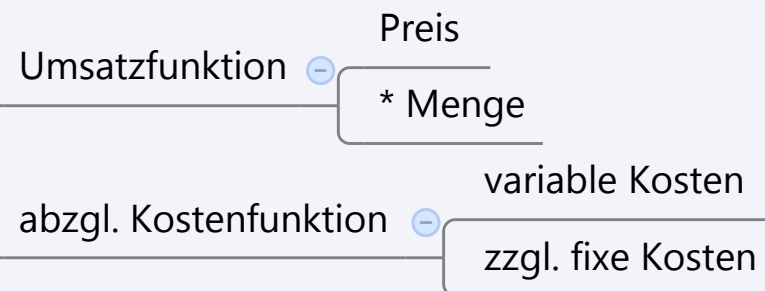 Umsatzfunktion
Preis
* Menge
abzgl. Kostenfunktion
variable Kosten
zzgl. fixe Kosten